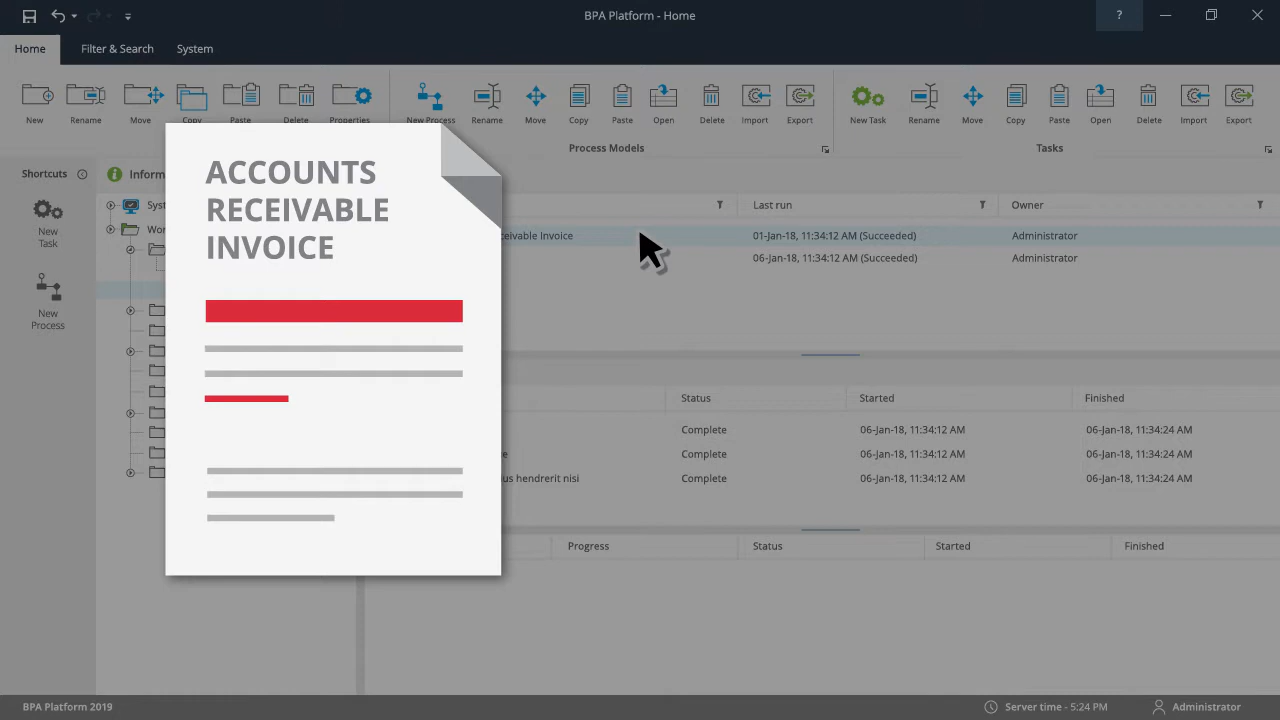 BPA Platform - Home
?
Home
Filter & Search
System
New
Rename
Move
Copy
Paste
Delete
Properties
New Process
Rename
Move
Copy
Paste
Open
Delete
Import
Export
New Task
Rename
Move
Copy
Paste
Open
Delete
Import
Export
Process Models
Tasks
Shortcuts
New
Task
New
Process
ACCOUNTS
RECEIVABLE
INVOICE
Last run
Owner
Invoice
01-Jan-18, 11:34:12 AM (Succeeded)
Administrator
06-Jan-18, 11:34:12 AM (Succeeded)
Administrator
Status
Started
Finished
Complete
06-Jan-18, 11:34:12 AM
06-Jan-18, 11:34:24 AM
Complete
06-Jan-18, 11:34:12 AM
06-Jan-18, 11:34:24 AM
hendrerit nisi
Complete
06-Jan-18, 11:34:12 AM
06-Jan-18, 11:34:24 AM
Progress
Status
Started
Finished
BPA Platform 2019
Server time - 5:24 PM
Administrator